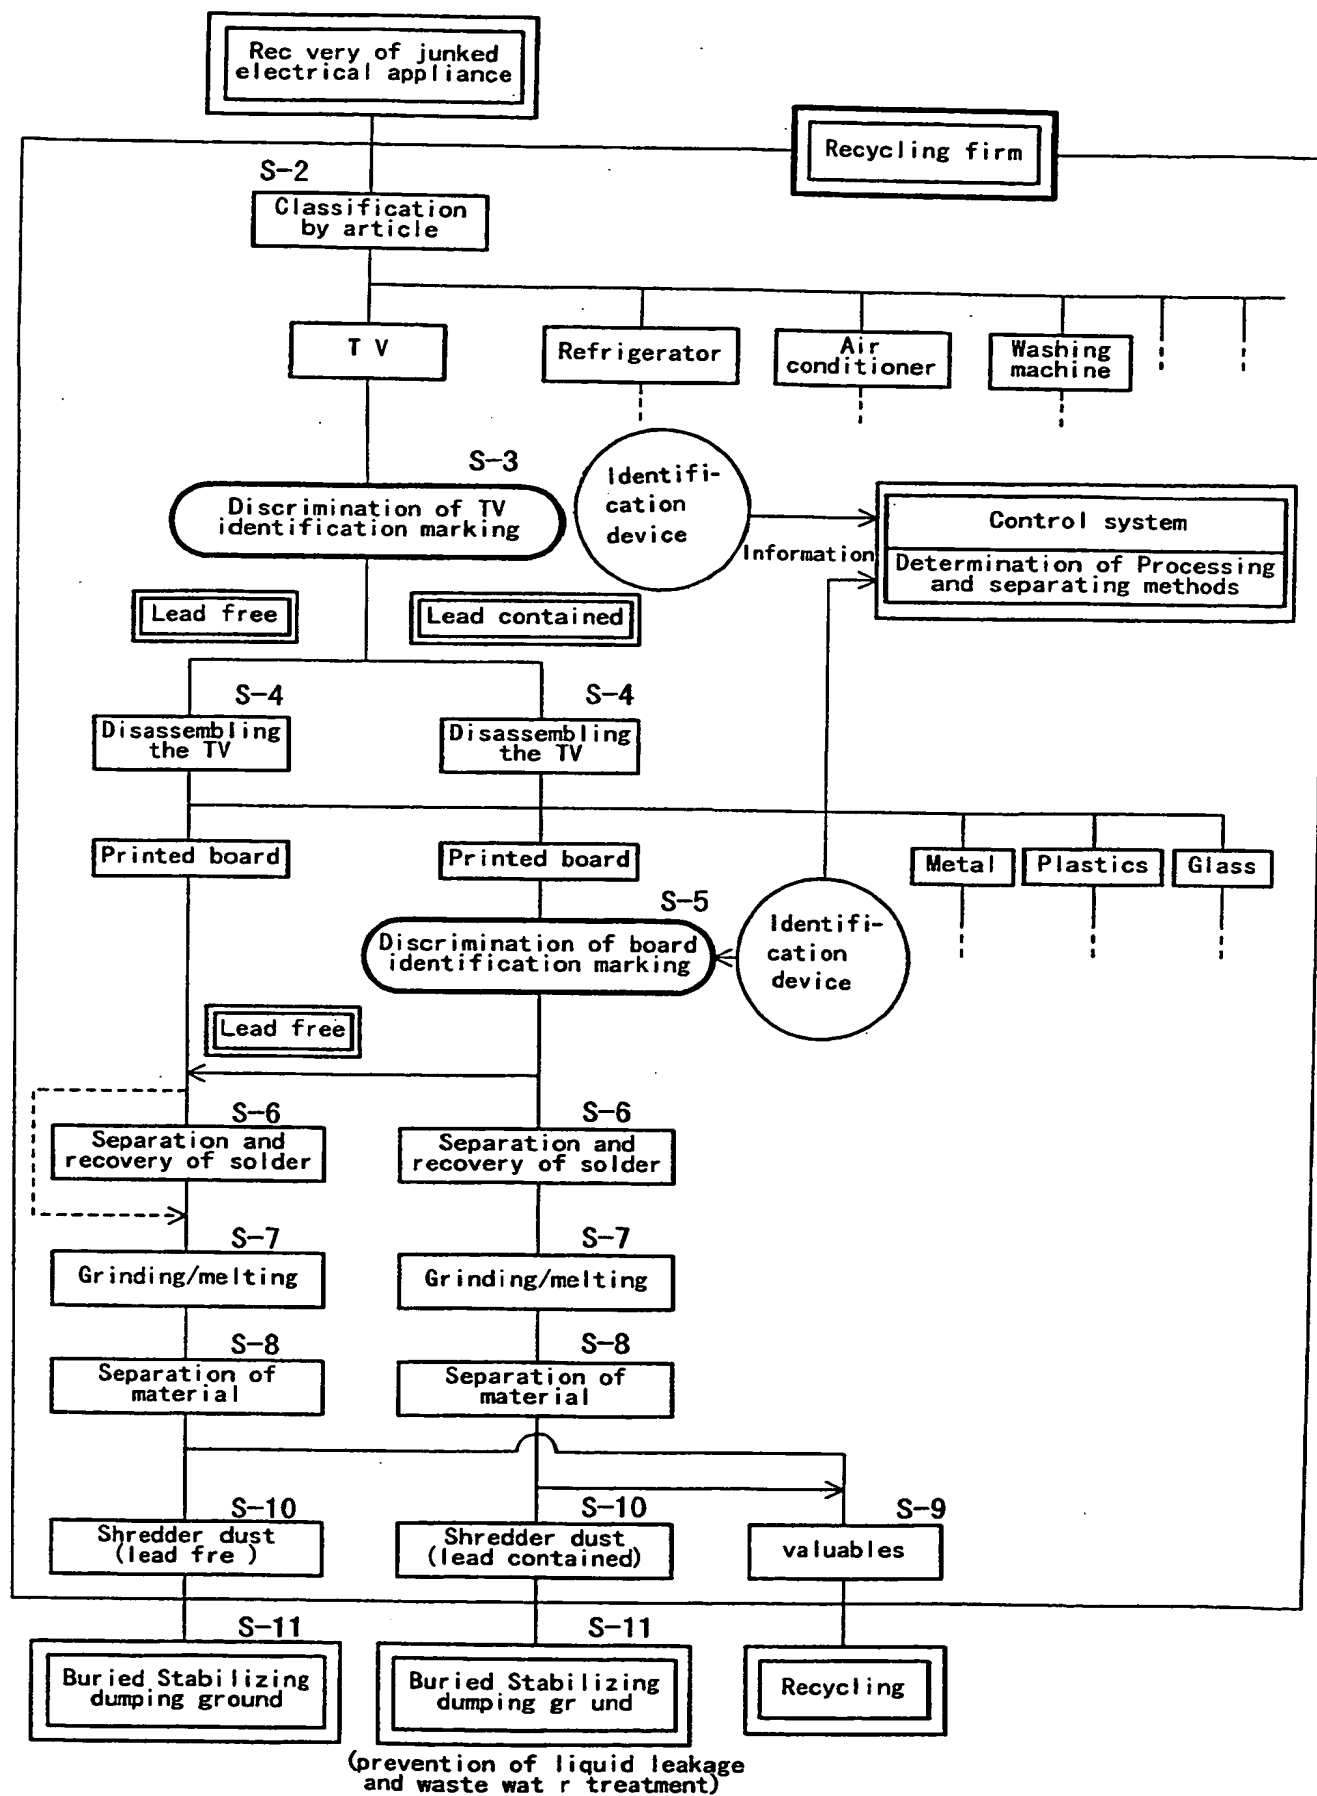 Rec very of junked
electrical appliance
Recycling firm
S-2
Classification
by article
T V
Refrigerator
Air
conditioner
Washing
machine
S-3
Discrimination of TV
identification marking
Identifi-
cation
device
Information
Control system
Determination of Processing
and separating methods
Lead free
Lead contained
S-4
Disassembling
the TV
S-4
Disassembling
the TV
Printed board
Printed board
Metal
Plastics
Glass
S-5
Discrimination of board
identification marking
Identifi-
cation
device
Lead free
S-6
Separation and
recovery of solder
S-6
Separation and
recovery of solder
S-7
Grinding/melting
S-7
Grinding/melting
S-8
Separation of
material
S-8
Separation of
material
S-10
Shredder dust
(lead fre )
S-10
Shredder dust
(lead contained)
S-9
valuables
S-11
Buried Stabilizing
dumping ground
S-11
Buried Stabilizing
dumping gr und
Recycling
(prevention of liquid leakage
and waste wat r treatment)